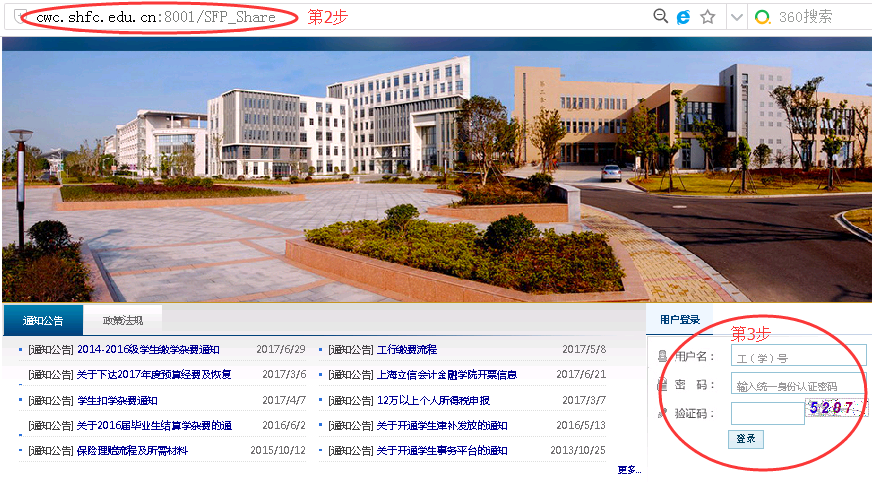 cwc.shfc.edu.cn:8001/SFP_Share 第2步 360搜索
通知公告 政策法规
[通知公告] 2014-2016级学生缴学杂费通知 2017/6/29
[通知公告] 关于下达2017年度预算经费及恢复 2017/3/6
[通知公告] 学生扣学杂费通知 2017/4/7
[通知公告] 关于2016届毕业生结算学杂费的通 2016/6/2
[通知公告] 保险理赔流程及所需材料 2015/10/12
[通知公告] 工行缴费流程 2017/5/8
[通知公告] 上海立信会计金融学院开票信息 2017/6/21
[通知公告] 12万以上个人所得税申报 2017/3/7
[通知公告] 关于开通学生津补发放的通知 2016/5/13
[通知公告] 关于开通学生事务平台的通知 2013/10/25
更多...
用户登录
第3步
用户名： 工（学）号
密 码： 输入统一身份认证密码
验证码： 5207
登录